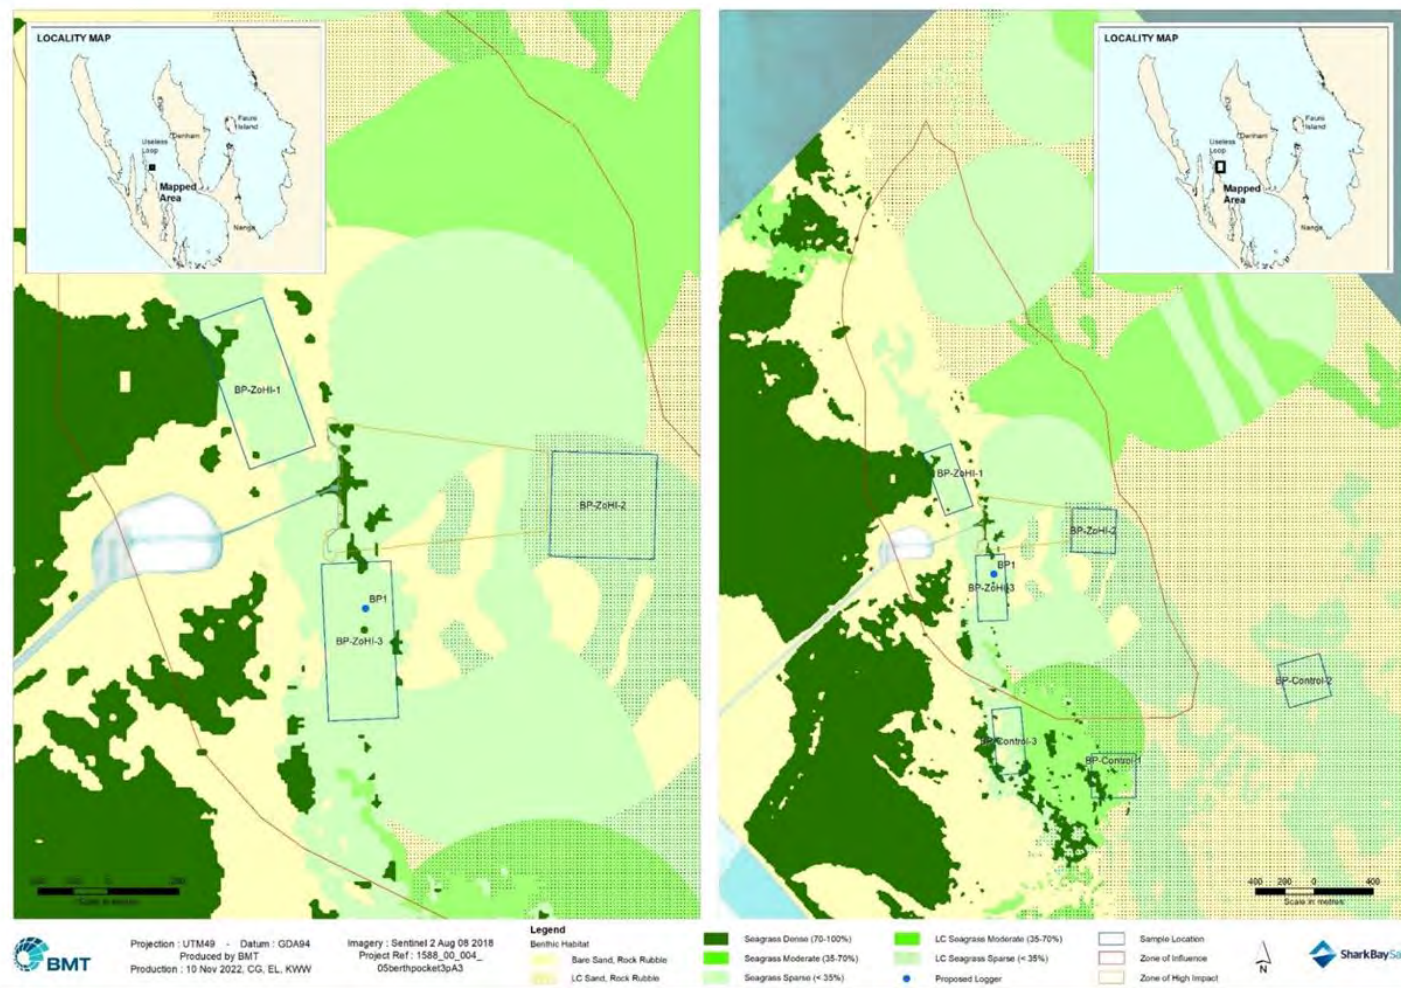 LOCALITY MAP
Faure
Island
Denham
Useless
Loop
Mapped
Area
Nanga
BP-ZoHI-1
BP-ZoHI-2
BP1
BP-ZoHI-3
Scale in metres
LOCALITY MAP
Faure
Island
Denham
Useless
Loop
Mapped
Area
Nanga
BP-ZoHI-1
BP-ZoHI-2
BP1
BP-ZoHI-3
BP-Control-2
BP-Control-3
BP-Control-1
400 200 0 400
Scale in metres
BMT
Projection : UTM49 - Datum : GDA94
Produced by BMT
Production : 10 Nov 2022, CG, EL, KWW
Imagery : Sentinel 2 Aug 08 2018
Project Ref : 1588_00_004_
05berthpocket3pA3
Legend
Benthic Habitat
Bare Sand, Rock Rubble
LC Sand, Rock Rubble
Seagrass Dense (70-100%)
Seagrass Moderate (35-70%)
Seagrass Sparse (< 35%)
LC Seagrass Moderate (35-70%)
LC Seagrass Sparse (< 35%)
Proposed Logger
Sample Location
Zone of Influence
Zone of High Impact
N
SharkBaySa